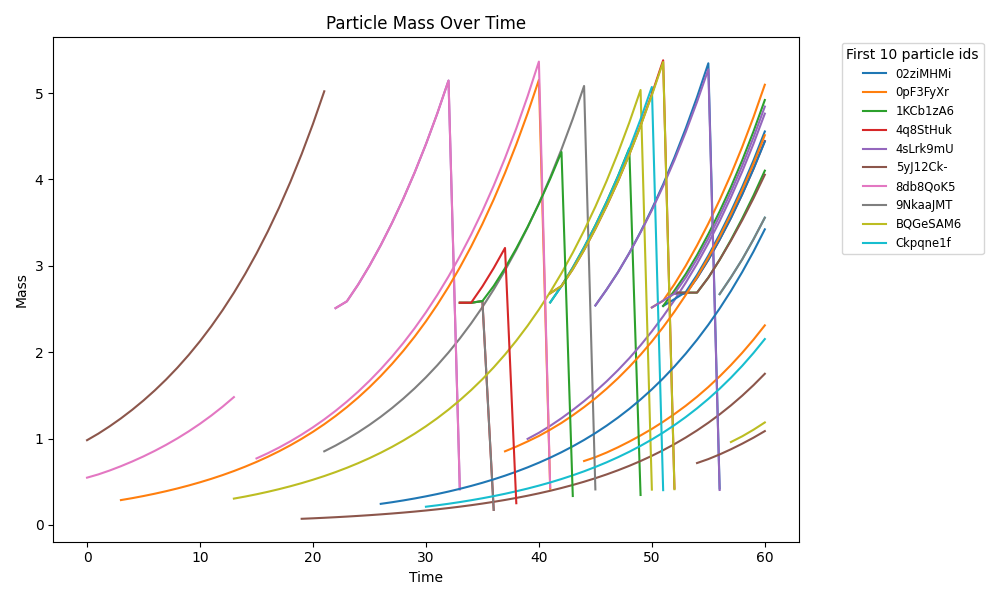 Particle Mass Over Time
First 10 particle ids
02ziMHMi
0pF3FyXr
1KCb1zA6
4q8StHuk
4sLrk9mU
5yJ12Ck-
8db8QoK5
9NkaaJMT
BQGeSAM6
Ckpqne1f
Mass
5
4
3
2
1
0
0 10 20 30 40 50 60
Time